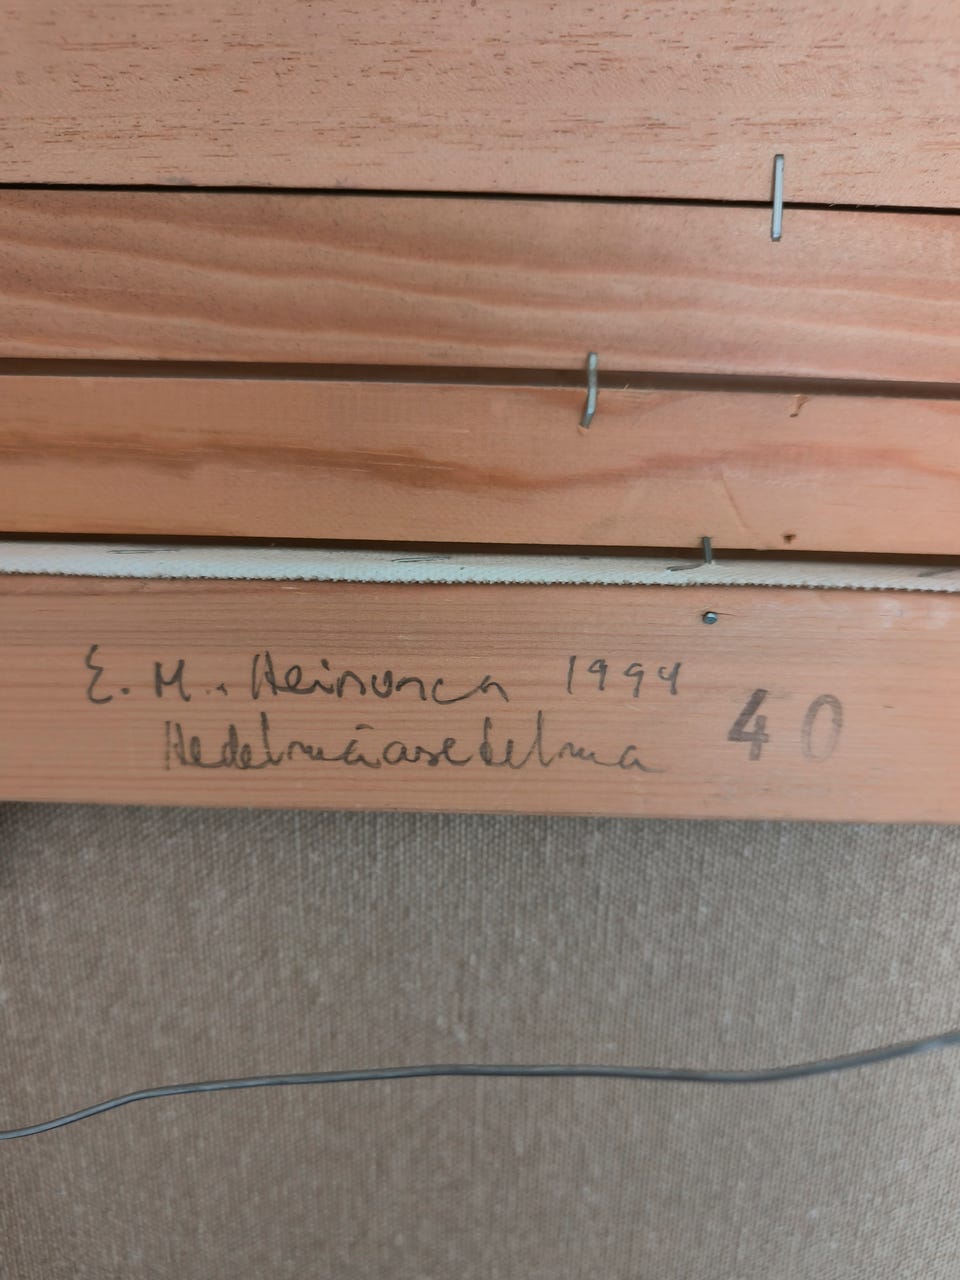 E. M. Heinonen 1994
Hedelmäasetelma
40